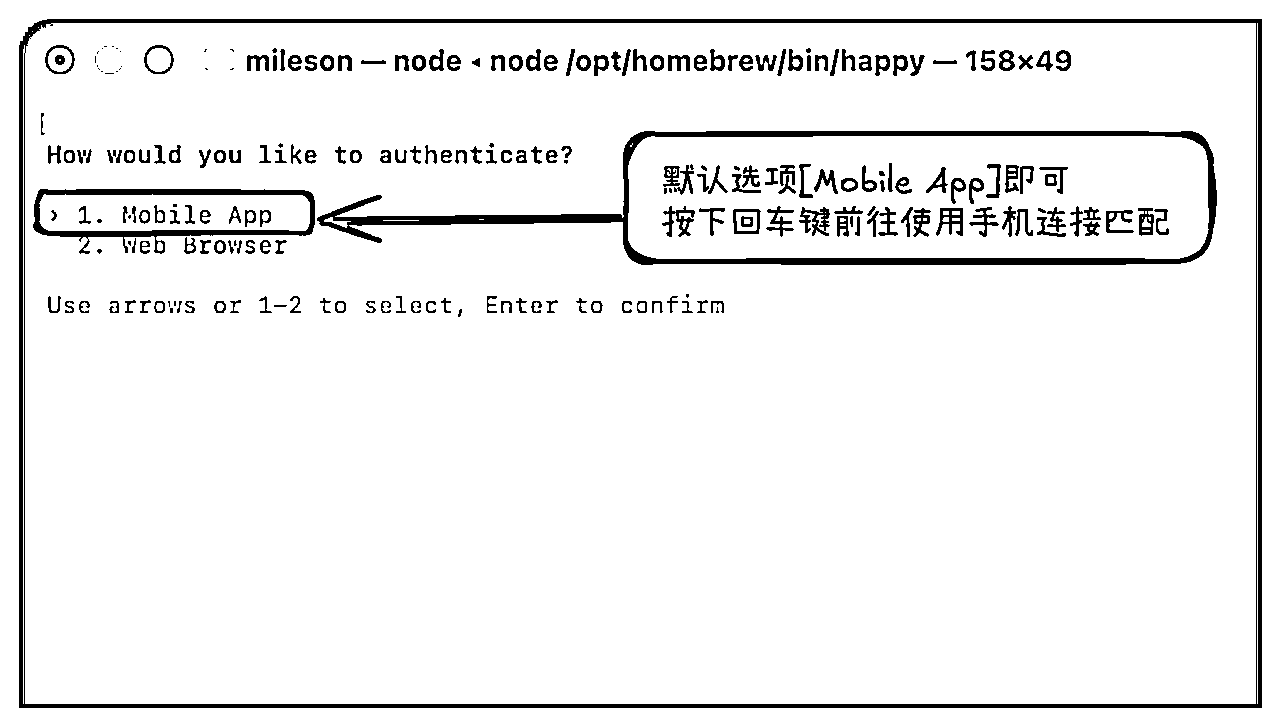 mileson — node ◂ node /opt/homebrew/bin/happy — 158×49
[
How would you like to authenticate?
› 1. Mobile App
2. Web Browser
Use arrows or 1-2 to select, Enter to confirm
默认选项[Mobile App]即可
按下回车键前往使用手机连接匹配